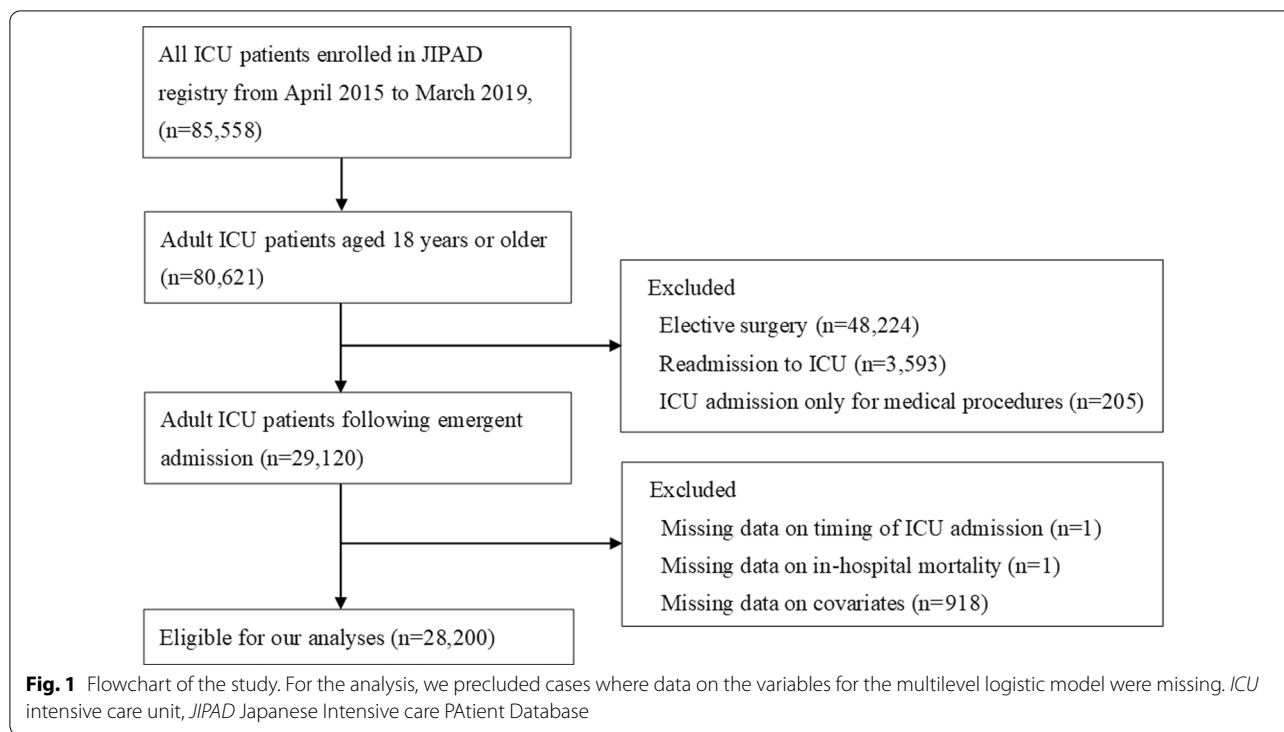 All ICU patients enrolled in JIPAD
registry from April 2015 to March 2019,
(n=85,558)
Adult ICU patients aged 18 years or older
(n=80,621)
Excluded
Elective surgery (n=48,224)
Readmission to ICU (n=3,593)
ICU admission only for medical procedures (n=205)
Adult ICU patients following emergent
admission (n=29,120)
Excluded
Missing data on timing of ICU admission (n=1)
Missing data on in-hospital mortality (n=1)
Missing data on covariates (n=918)
Eligible for our analyses (n=28,200)
Fig. 1 Flowchart of the study. For the analysis, we precluded cases where data on the variables for the multilevel logistic model were missing. ICU
intensive care unit, JIPAD Japanese Intensive care PAtient Database